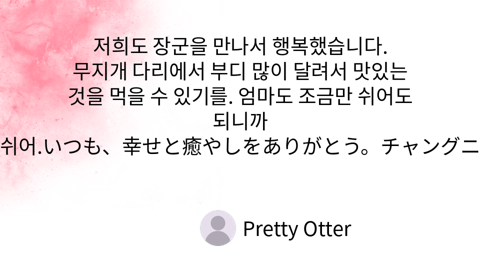 저희도 장군을 만나서 행복했습니다.
무지개 다리에서 부디 많이 달려서 맛있는
것을 먹을 수 있기를. 엄마도 조금만 쉬어도
되니까
쉬어.いつも、幸せと癒やしをありがとう。チャングニ
Pretty Otter